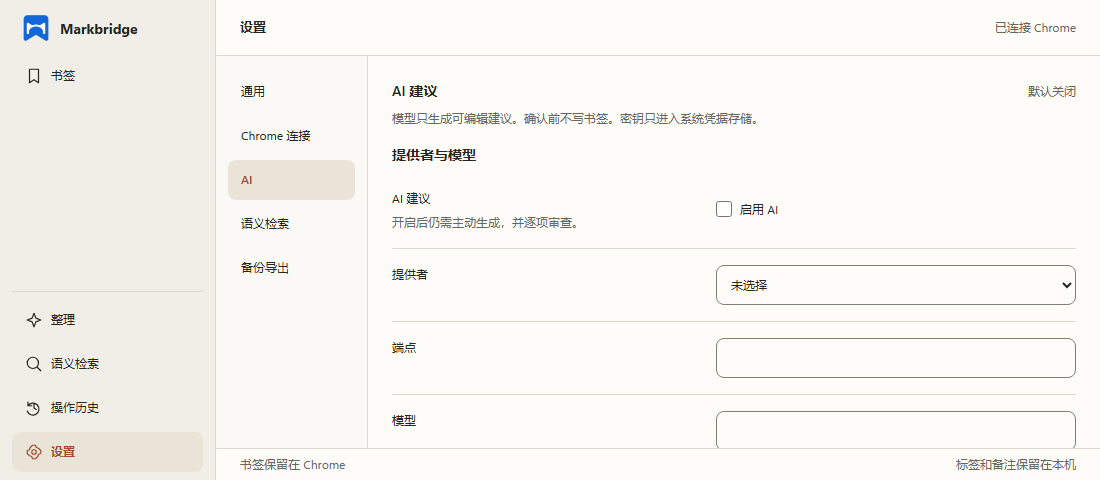 Markbridge
书签
整理
语义检索
操作历史
设置
设置
已连接 Chrome
通用
Chrome 连接
AI
语义检索
备份导出
AI 建议
默认关闭
模型只生成可编辑建议。确认前不写书签。密钥只进入系统凭据存储。
提供者与模型
AI 建议
开启后仍需主动生成，并逐项审查。
启用 AI
提供者
未选择
端点
模型
书签保留在 Chrome
标签和备注保留在本机